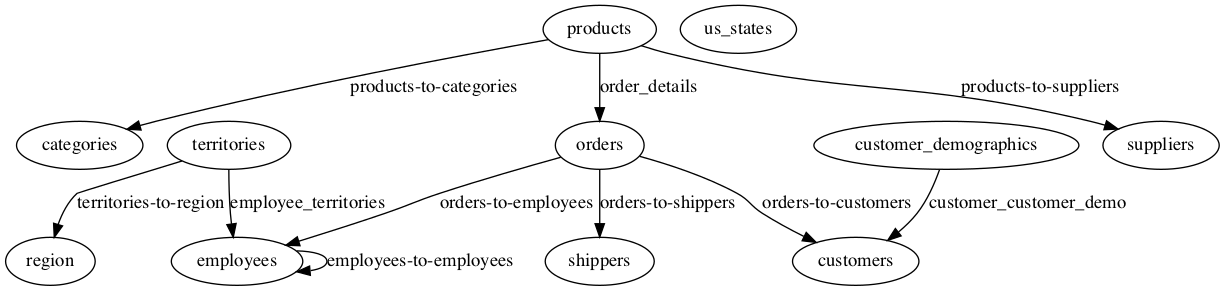 products
us_states
products-to-categories
order_details
products-to-suppliers
categories
territories
orders
customer_demographics
suppliers
territories-to-region
employee_territories
orders-to-employees
orders-to-shippers
orders-to-customers
customer_customer_demo
region
employees
employees-to-employees
shippers
customers